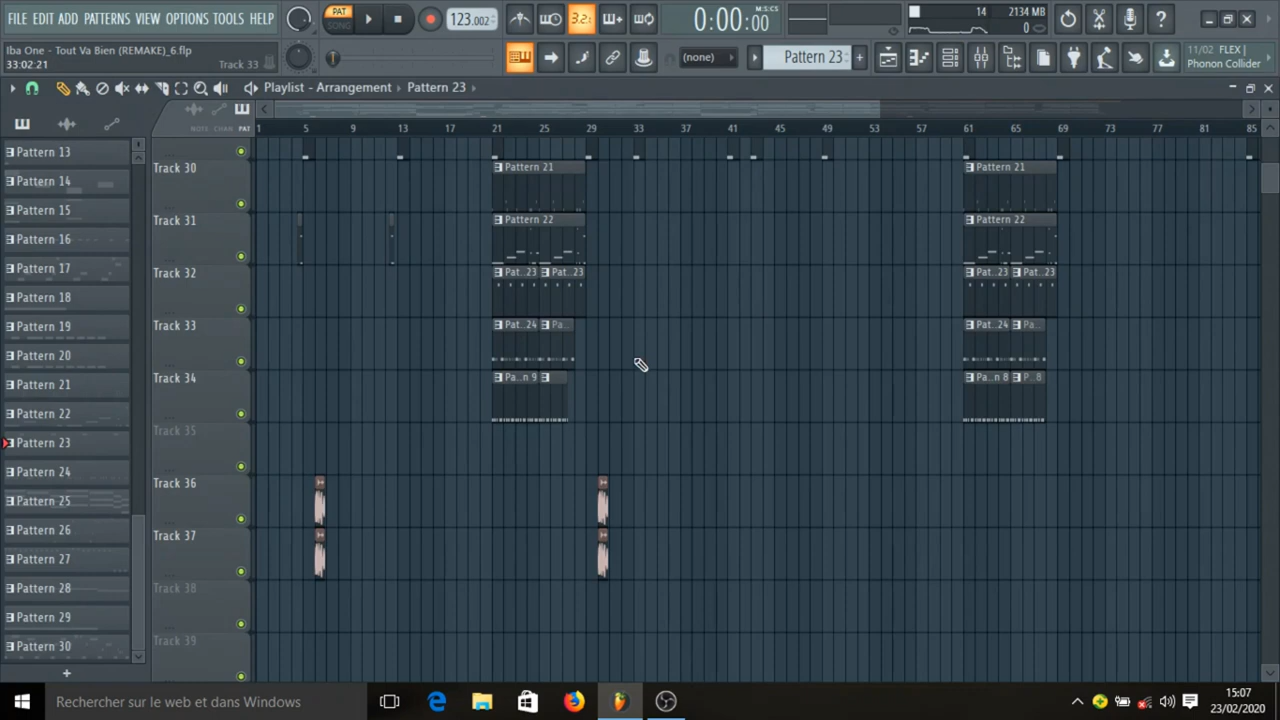 FILE EDIT ADD PATTERNS VIEW OPTIONS TOOLS HELP
PAT
SONG
123.002
3.2
0:00:00
M:S:CS
14
2134 MB
0
Iba One - Tout Va Bien (REMAKE)_6.flp
33:02:21
Track 33
(none)
Pattern 23
11/02 FLEX |
Phonon Collider
Playlist - Arrangement
Pattern 23
NOTE CHAN PAT
1 5 9 13 17 21 25 29 33 37 41 45 49 53 57 61 65 69 73 77 81 85
Pattern 13
Pattern 14
Pattern 15
Pattern 16
Pattern 17
Pattern 18
Pattern 19
Pattern 20
Pattern 21
Pattern 22
Pattern 23
Pattern 24
Pattern 25
Pattern 26
Pattern 27
Pattern 28
Pattern 29
Pattern 30
Track 30
Pattern 21
Pattern 21
Track 31
Pattern 22
Pattern 22
Track 32
Pat..23
Pat..23
Pat..23
Pat..23
Track 33
Pat..24
Pa...
Pat..24
Pa...
Track 34
Pa...n 9
Pa...n 8
P...8
Track 35
Track 36
Track 37
Track 38
Track 39
Rechercher sur le web et dans Windows
15:07
23/02/2020